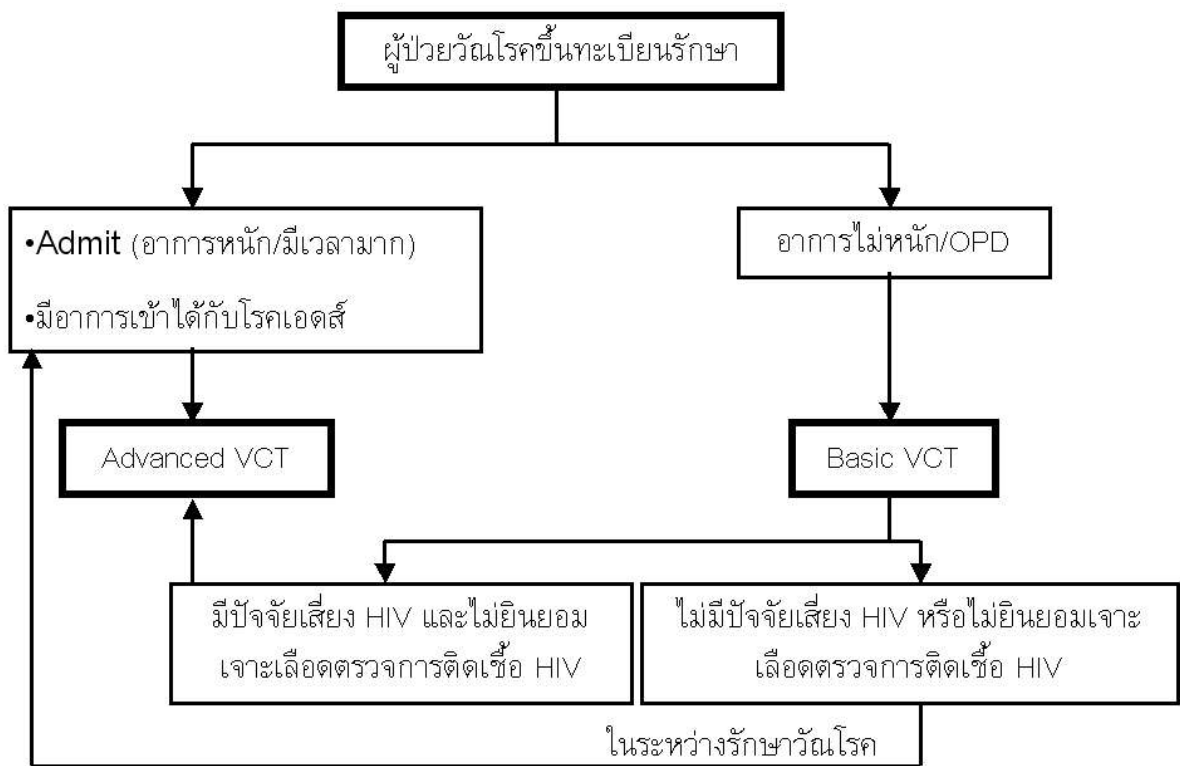 ผู้ป่วยวัณโรคขึ้นทะเบียนรักษา
•Admit (อาการหนัก/มีเวลามาก)
•มีอาการเข้าได้กับโรคเอดส์
อาการไม่หนัก/OPD
Advanced VCT
Basic VCT
มีปัจจัยเสี่ยง HIV และไม่ยินยอม
เจาะเลือดตรวจการติดเชื้อ HIV
ไม่มีปัจจัยเสี่ยง HIV หรือไม่ยินยอมเจาะ
เลือดตรวจการติดเชื้อ HIV
ในระหว่างรักษาวัณโรค